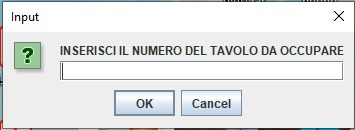 Input
INSERISCI IL NUMERO DEL TAVOLO DA OCCUPARE
OK
Cancel